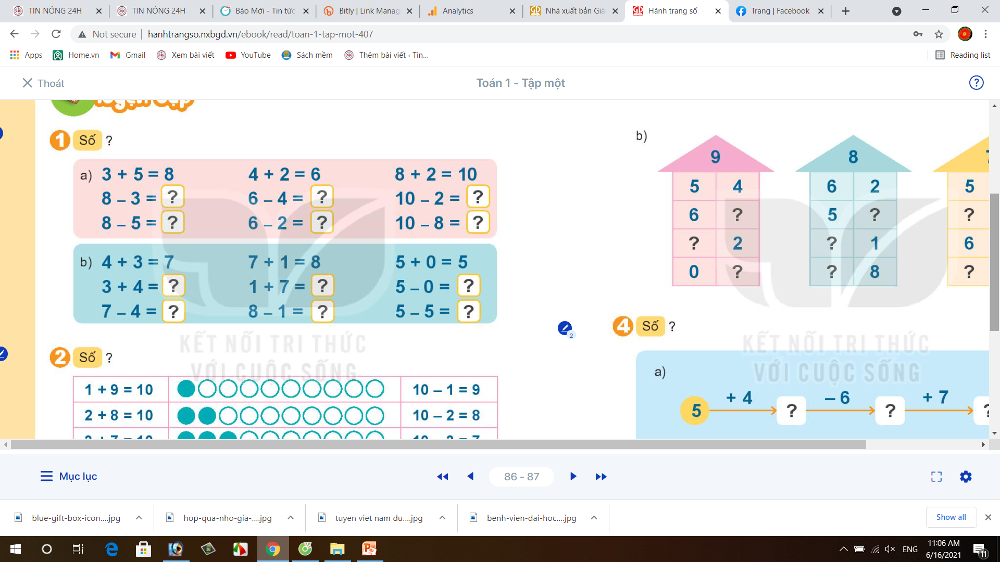 TIN NÓNG 24H
TIN NÓNG 24H
Báo Mới - Tin tức
Bitly | Link Manag
Analytics
Nhà xuất bản Giá
Hành trang số
Trang | Facebook
Not secure
hanhtrangso.nxbgd.vn/ebook/read/toan-1-tap-mot-407
Apps
Home.vn
Gmail
Xem bài viết
YouTube
Sách mềm
Thêm bài viết ‹ Tin...
Reading list
Thoát
Toán 1 - Tập một
?
1 Số ?
a) 3 + 5 = 8 4 + 2 = 6 8 + 2 = 10
8 – 3 = ? 6 – 4 = ? 10 – 2 = ?
8 – 5 = ? 6 – 2 = ? 10 – 8 = ?
b) 4 + 3 = 7 7 + 1 = 8 5 + 0 = 5
3 + 4 = ? 1 + 7 = ? 5 – 0 = ?
7 – 4 = ? 8 – 1 = ? 5 – 5 = ?
KẾT NỐI TRI THỨC
VỚI CUỘC SỐNG
2 Số ?
1 + 9 = 10 10 – 1 = 9
2 + 8 = 10 10 – 2 = 8
3 + 7 = 10 10 – 3 = 7
b)
9 8 7
5 4 6 2 5
6 ? 5 ? ?
? 2 ? 1 6
0 ? ? 8 ?
2
4 Số ?
KẾT NỐI TRI THỨC
VỚI CUỘC SỐNG
a)
+ 4 – 6 + 7
5 ? ? ?
Mục lục
86 - 87
blue-gift-box-icon....jpg
hop-qua-nho-gia-....jpg
tuyen viet nam du....jpg
benh-vien-dai-hoc....jpg
Show all
ENG
11:06 AM
6/16/2021
11